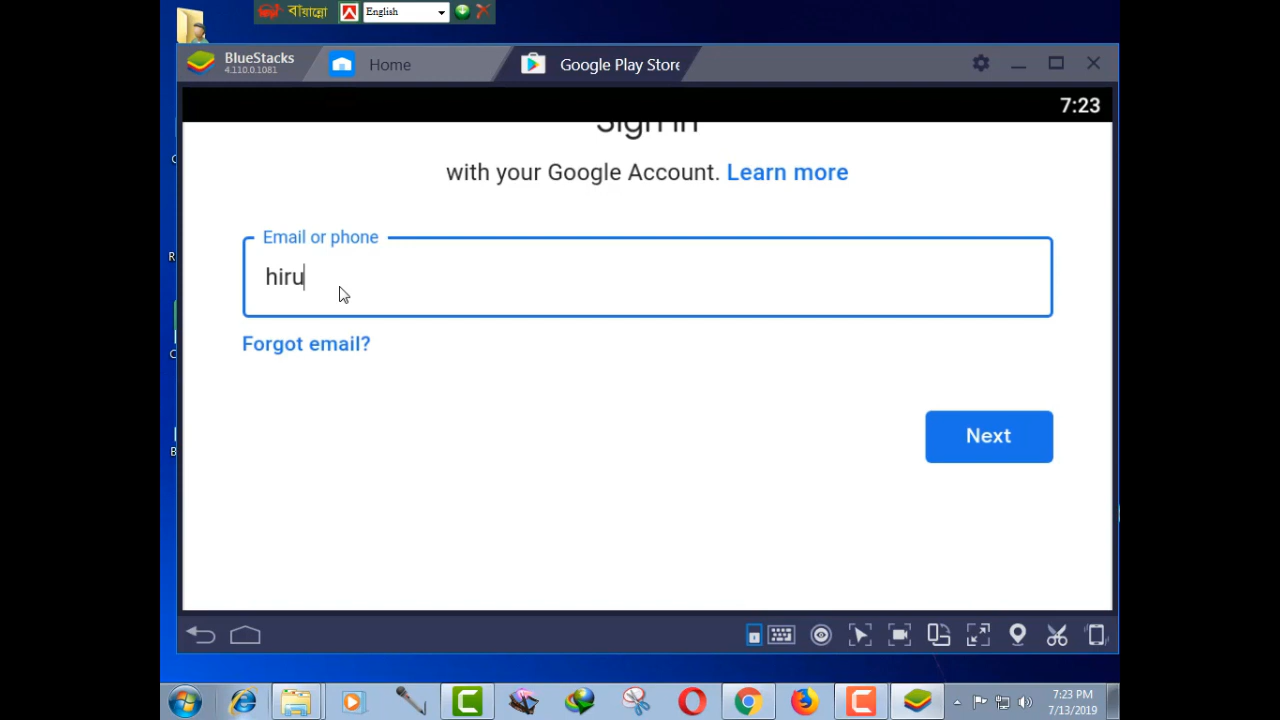 বায়ান্নো English
BlueStacks
4.110.0.1081
Home
Google Play Store
7:23
Sign in
with your Google Account. Learn more
Email or phone
hiru
Forgot email?
Next
7:23 PM
7/13/2019